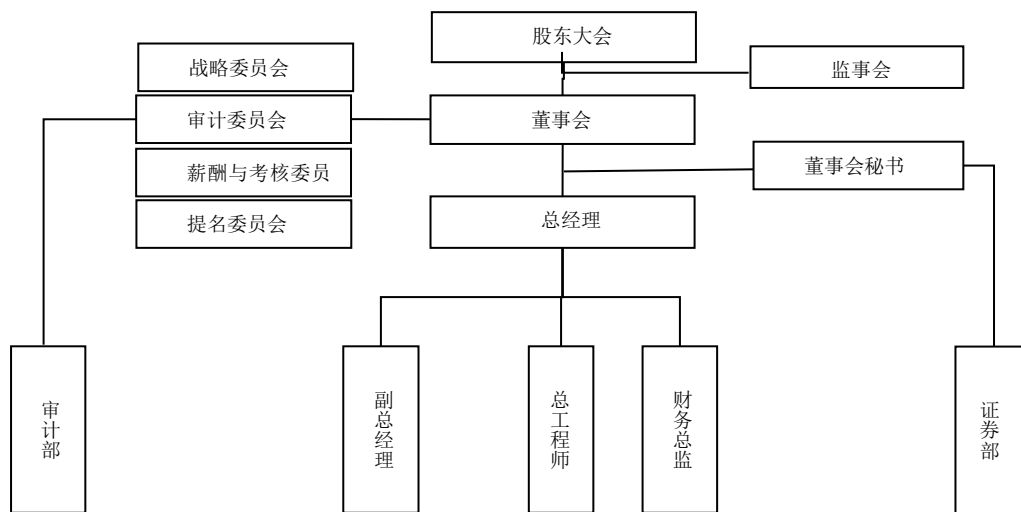 股东大会
战略委员会
监事会
审计委员会
董事会
薪酬与考核委员
董事会秘书
提名委员会
总经理
审计部
副总经理
总工程师
财务总监
证券部